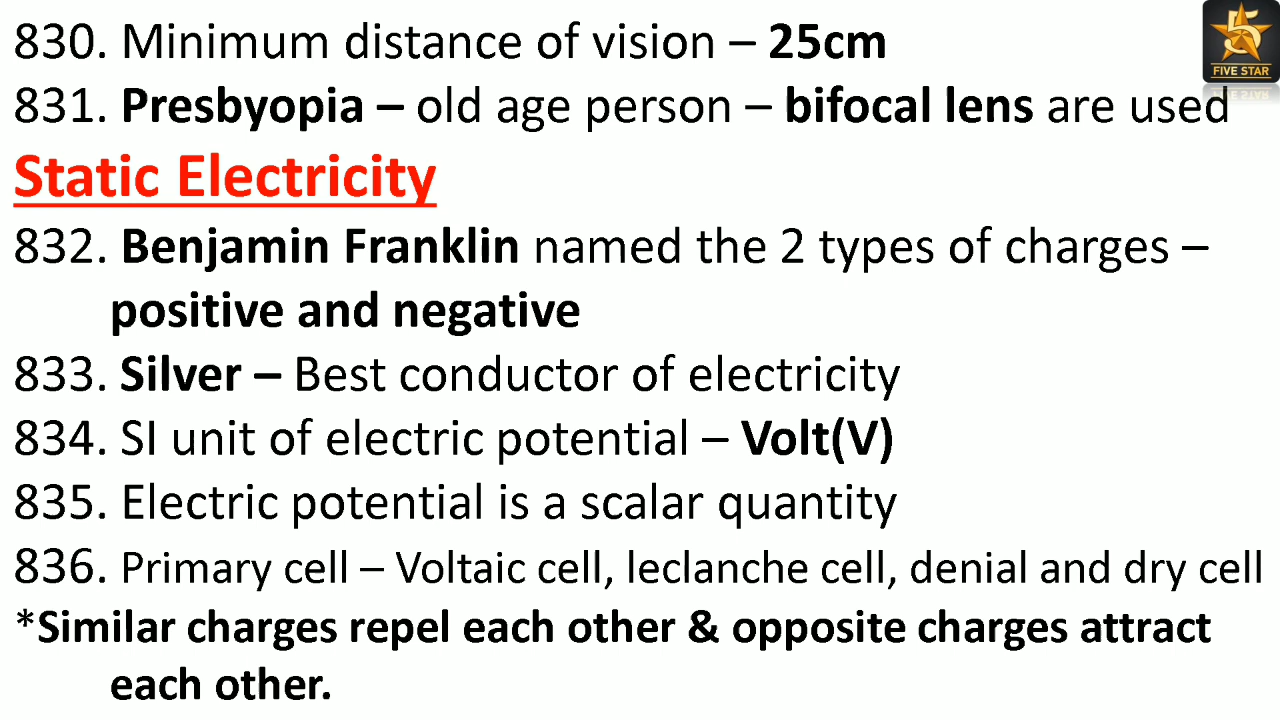 830. Minimum distance of vision – 25cm
5
FIVE STAR
831. Presbyopia – old age person – bifocal lens are used
Static Electricity
832. Benjamin Franklin named the 2 types of charges –
positive and negative
833. Silver – Best conductor of electricity
834. SI unit of electric potential – Volt(V)
835. Electric potential is a scalar quantity
836. Primary cell – Voltaic cell, leclanche cell, denial and dry cell
*Similar charges repel each other & opposite charges attract
each other.